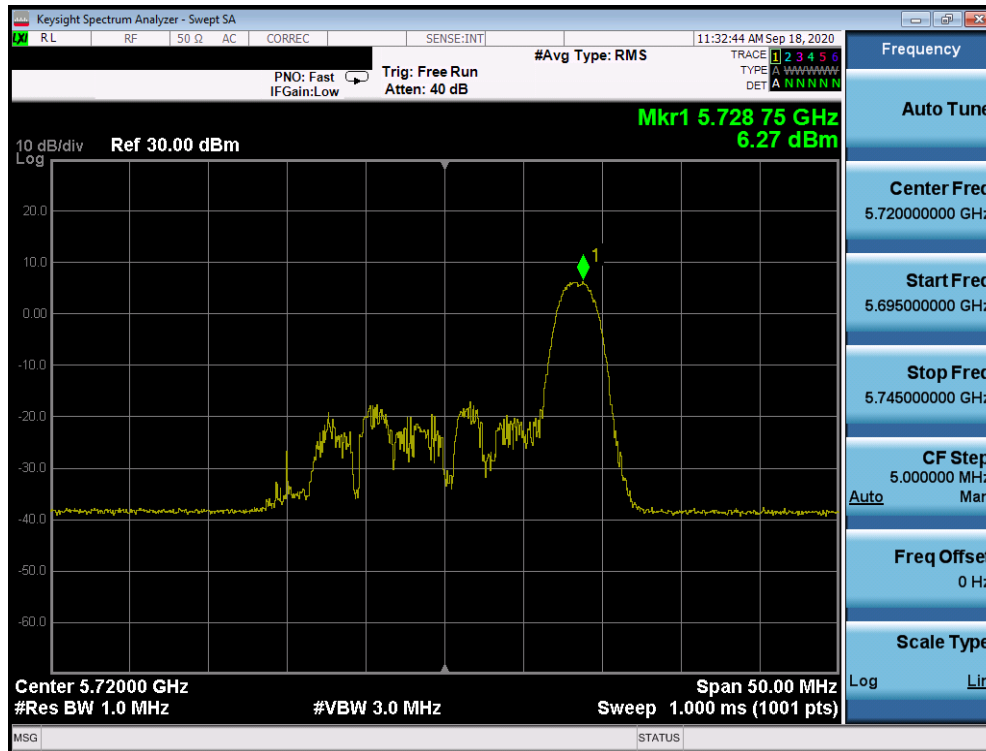 Keysight Spectrum Analyzer - Swept SA
LXI RL RF 50 Ω AC CORREC SENSE:INT 11:32:44 AM Sep 18, 2020
#Avg Type: RMS TRACE 1 2 3 4 5 6
PNO: Fast Trig: Free Run TYPE A WWWWW
IFGain:Low Atten: 40 dB DET A N N N N N
Mkr1 5.728 75 GHz
6.27 dBm
10 dB/div Ref 30.00 dBm
Log
20.0
10.0
1
0.00
-10.0
-20.0
-30.0
-40.0
-50.0
-60.0
Center 5.72000 GHz Span 50.00 MHz
#Res BW 1.0 MHz #VBW 3.0 MHz Sweep 1.000 ms (1001 pts)
MSG STATUS
Frequency
Auto Tune
Center Freq
5.720000000 GHz
Start Freq
5.695000000 GHz
Stop Freq
5.745000000 GHz
CF Step
5.000000 MHz
Auto Man
Freq Offset
0 Hz
Scale Type
Log Lin